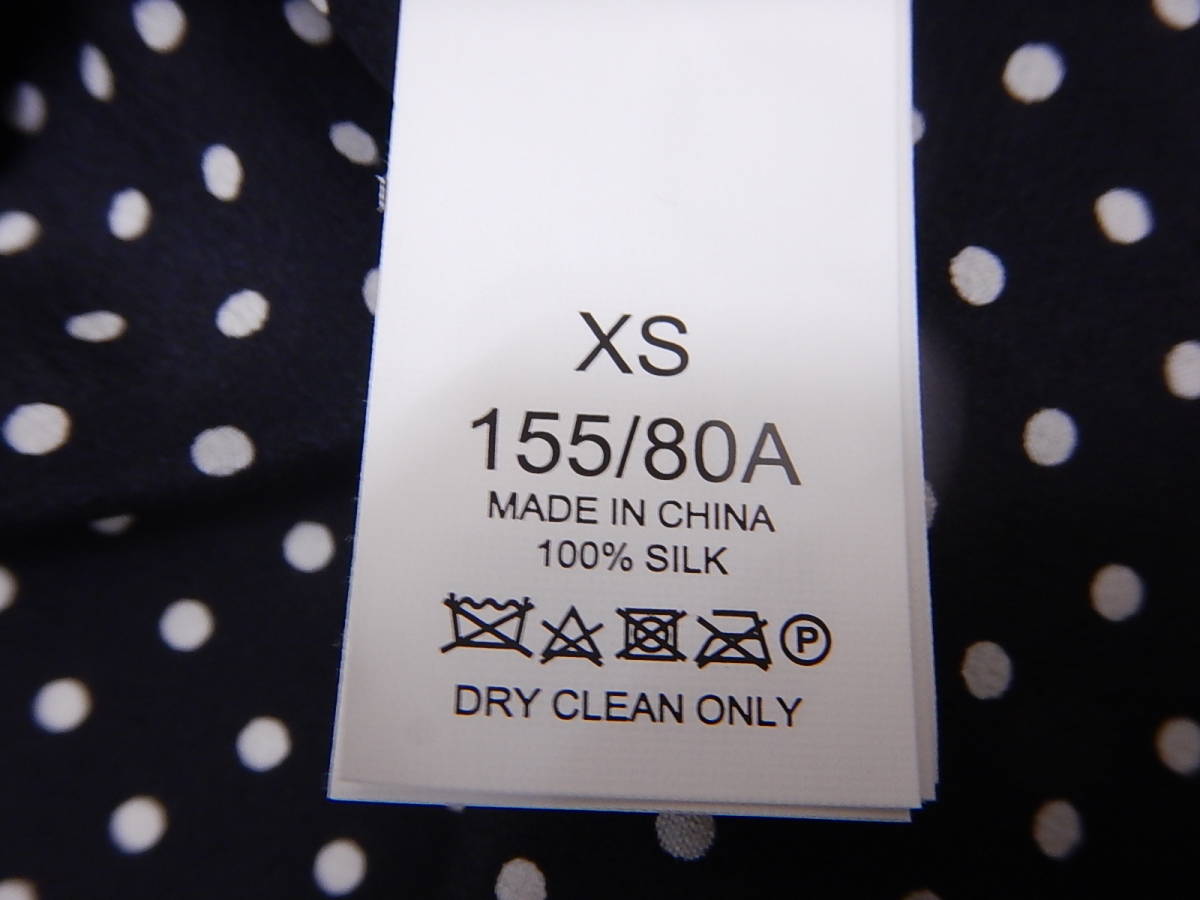 XS
155/80A
MADE IN CHINA
100% SILK
P
DRY CLEAN ONLY